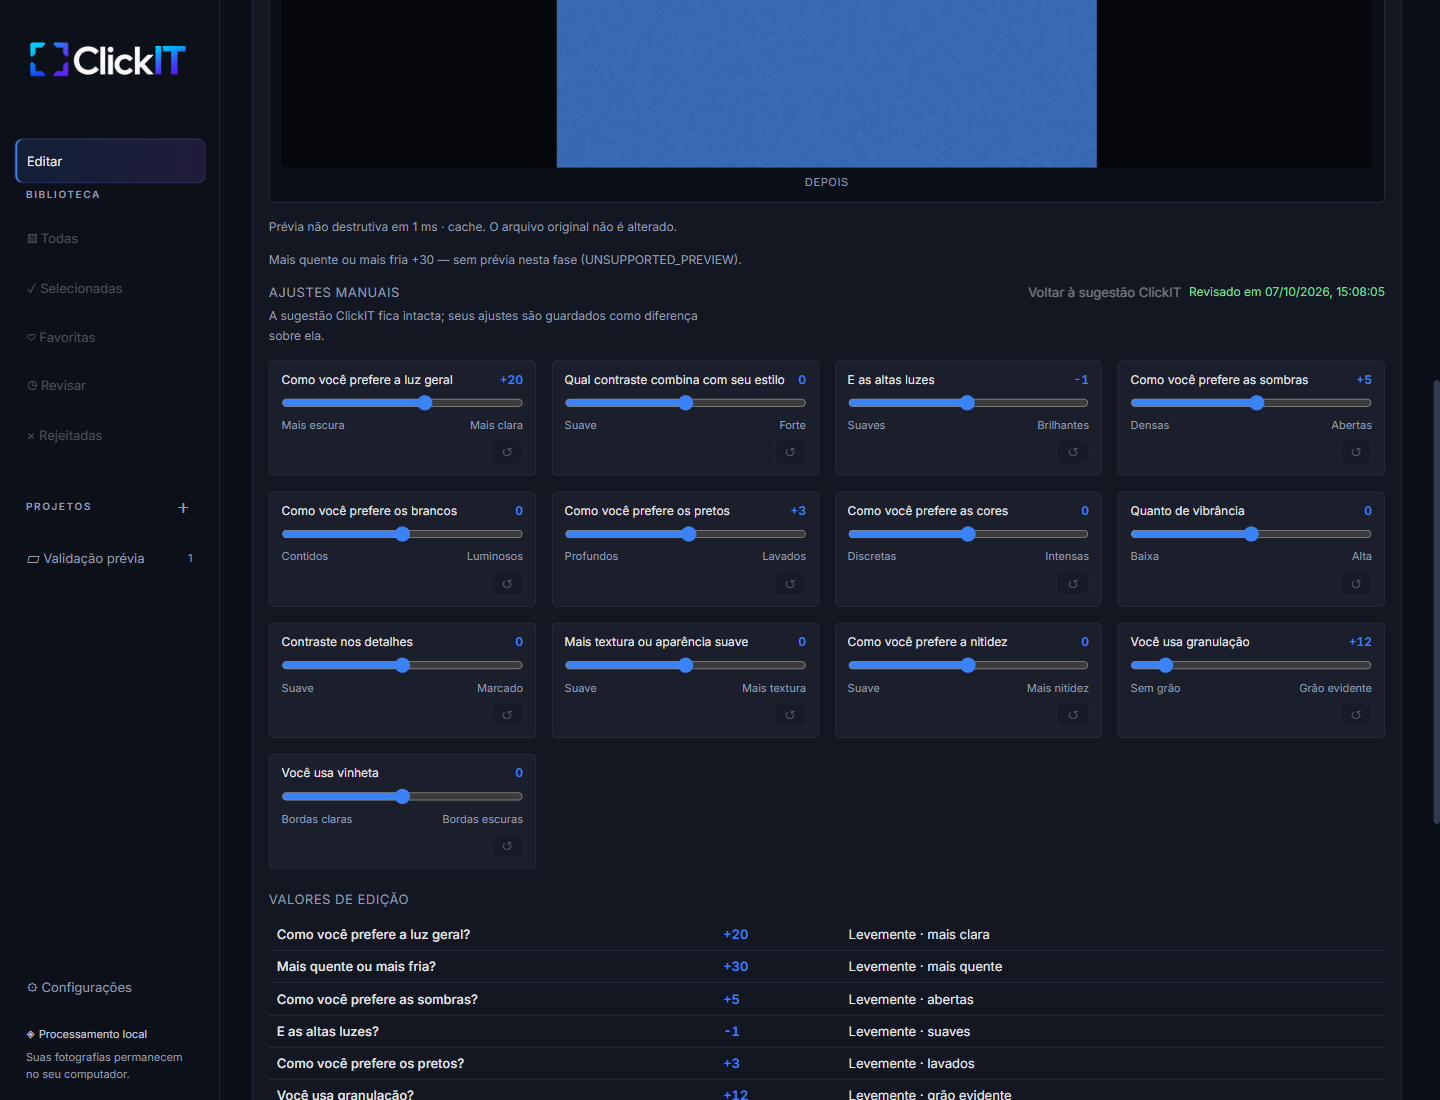 ClickIT
Editar
BIBLIOTECA
Todas
✓ Selecionadas
♡ Favoritas
Revisar
× Rejeitadas
PROJETOS +
Validação prévia 1
⚙ Configurações
◈ Processamento local
Suas fotografias permanecem
no seu computador.
DEPOIS
Prévia não destrutiva em 1 ms · cache. O arquivo original não é alterado.
Mais quente ou mais fria +30 — sem prévia nesta fase (UNSUPPORTED_PREVIEW).
AJUSTES MANUAIS
Voltar à sugestão ClickIT Revisado em 07/10/2026, 15:08:05
A sugestão ClickIT fica intacta; seus ajustes são guardados como diferença
sobre ela.
Como você prefere a luz geral +20
Mais escura Mais clara
↺
Qual contraste combina com seu estilo 0
Suave Forte
↺
E as altas luzes -1
Suaves Brilhantes
↺
Como você prefere as sombras +5
Densas Abertas
↺
Como você prefere os brancos 0
Contidos Luminosos
↺
Como você prefere os pretos +3
Profundos Lavados
↺
Como você prefere as cores 0
Discretas Intensas
↺
Quanto de vibrância 0
Baixa Alta
↺
Contraste nos detalhes 0
Suave Marcado
↺
Mais textura ou aparência suave 0
Suave Mais textura
↺
Como você prefere a nitidez 0
Suave Mais nitidez
↺
Você usa granulação +12
Sem grão Grão evidente
↺
Você usa vinheta 0
Bordas claras Bordas escuras
↺
VALORES DE EDIÇÃO
Como você prefere a luz geral? +20 Levemente · mais clara
Mais quente ou mais fria? +30 Levemente · mais quente
Como você prefere as sombras? +5 Levemente · abertas
E as altas luzes? -1 Levemente · suaves
Como você prefere os pretos? +3 Levemente · lavados
Você usa granulação? +12 Levemente · grão evidente